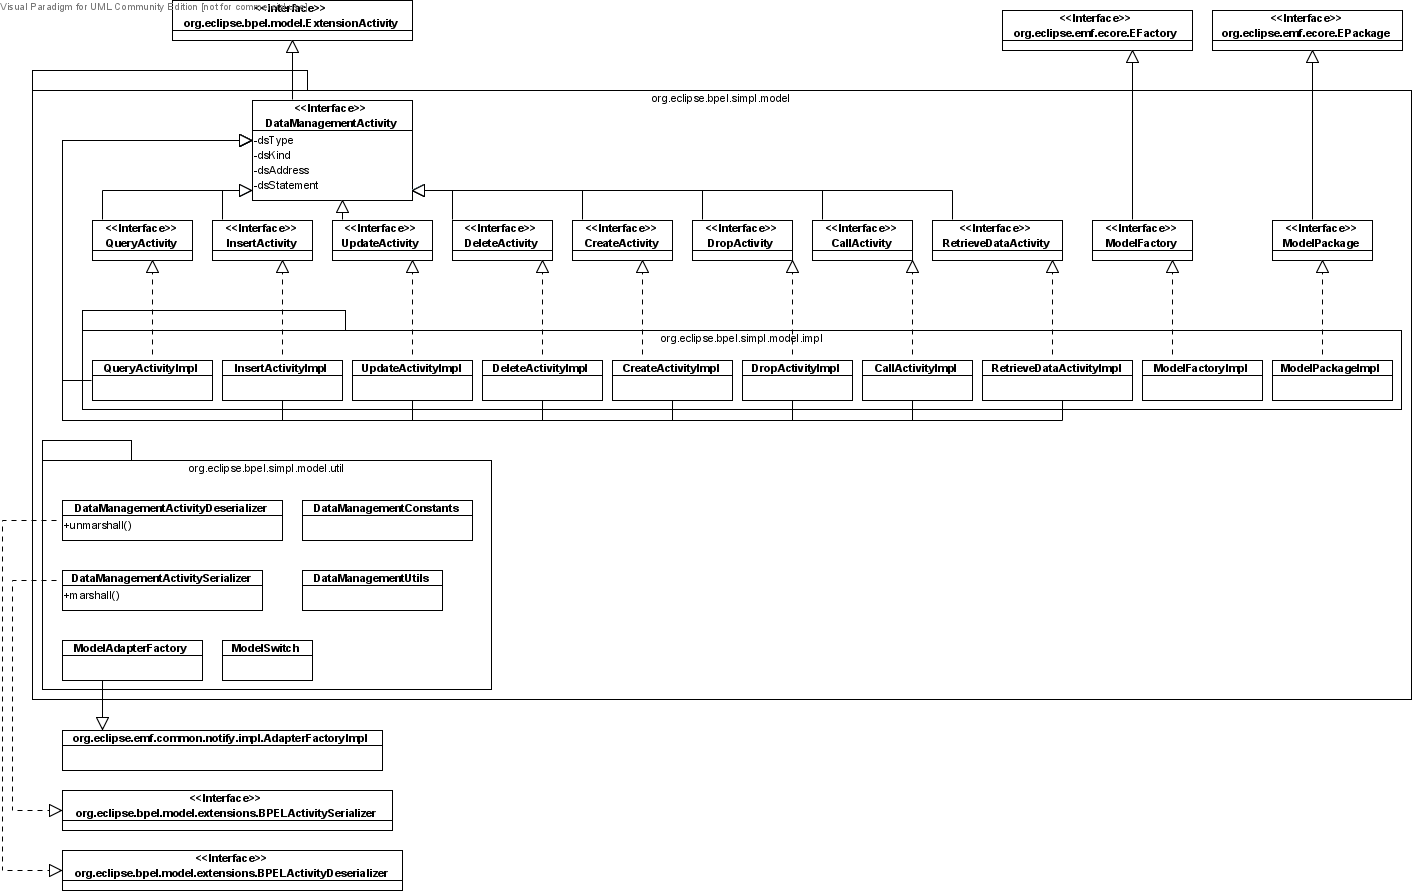 Visual Paradigm for UML Community Edition [not for commercial use]
<<Interface>>
org.eclipse.bpel.model.ExtensionActivity
<<Interface>>
org.eclipse.emf.ecore.EFactory
<<Interface>>
org.eclipse.emf.ecore.EPackage
org.eclipse.bpel.simpl.model
<<Interface>>
DataManagementActivity
-dsType
-dsKind
-dsAddress
-dsStatement
<<Interface>>
QueryActivity
<<Interface>>
InsertActivity
<<Interface>>
UpdateActivity
<<Interface>>
DeleteActivity
<<Interface>>
CreateActivity
<<Interface>>
DropActivity
<<Interface>>
CallActivity
<<Interface>>
RetrieveDataActivity
<<Interface>>
ModelFactory
<<Interface>>
ModelPackage
org.eclipse.bpel.simpl.model.impl
QueryActivityImpl
InsertActivityImpl
UpdateActivityImpl
DeleteActivityImpl
CreateActivityImpl
DropActivityImpl
CallActivityImpl
RetrieveDataActivityImpl
ModelFactoryImpl
ModelPackageImpl
org.eclipse.bpel.simpl.model.util
DataManagementActivityDeserializer
+unmarshall()
DataManagementConstants
DataManagementActivitySerializer
+marshall()
DataManagementUtils
ModelAdapterFactory
ModelSwitch
org.eclipse.emf.common.notify.impl.AdapterFactoryImpl
<<Interface>>
org.eclipse.bpel.model.extensions.BPELActivitySerializer
<<Interface>>
org.eclipse.bpel.model.extensions.BPELActivityDeserializer